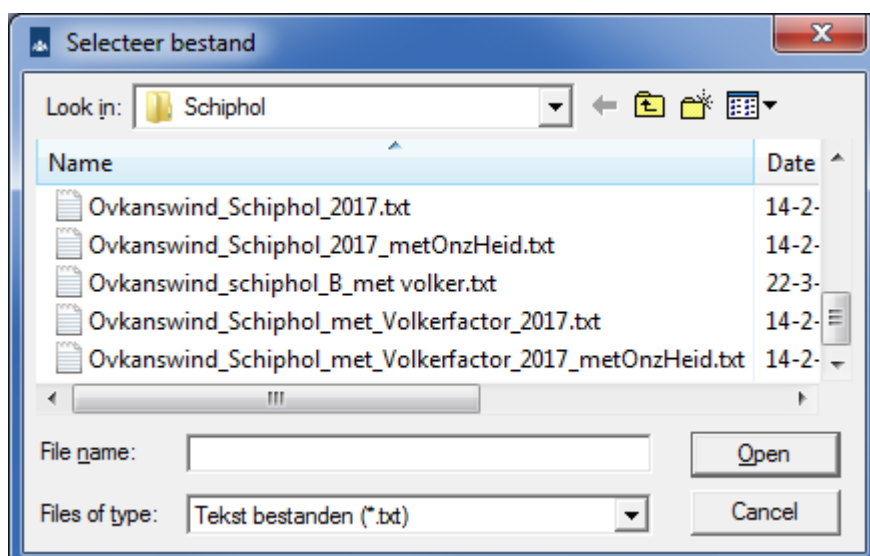 Selecteer bestand
Look in: Schiphol
Name Date
Ovkanswind_Schiphol_2017.txt 14-2-
Ovkanswind_Schiphol_2017_metOnzHeid.txt 14-2-
Ovkanswind_schiphol_B_met volker.txt 22-3-
Ovkanswind_Schiphol_met_Volkerfactor_2017.txt 14-2-
Ovkanswind_Schiphol_met_Volkerfactor_2017_metOnzHeid.txt 14-2-
File name: Open
Files of type: Tekst bestanden (*.txt) Cancel